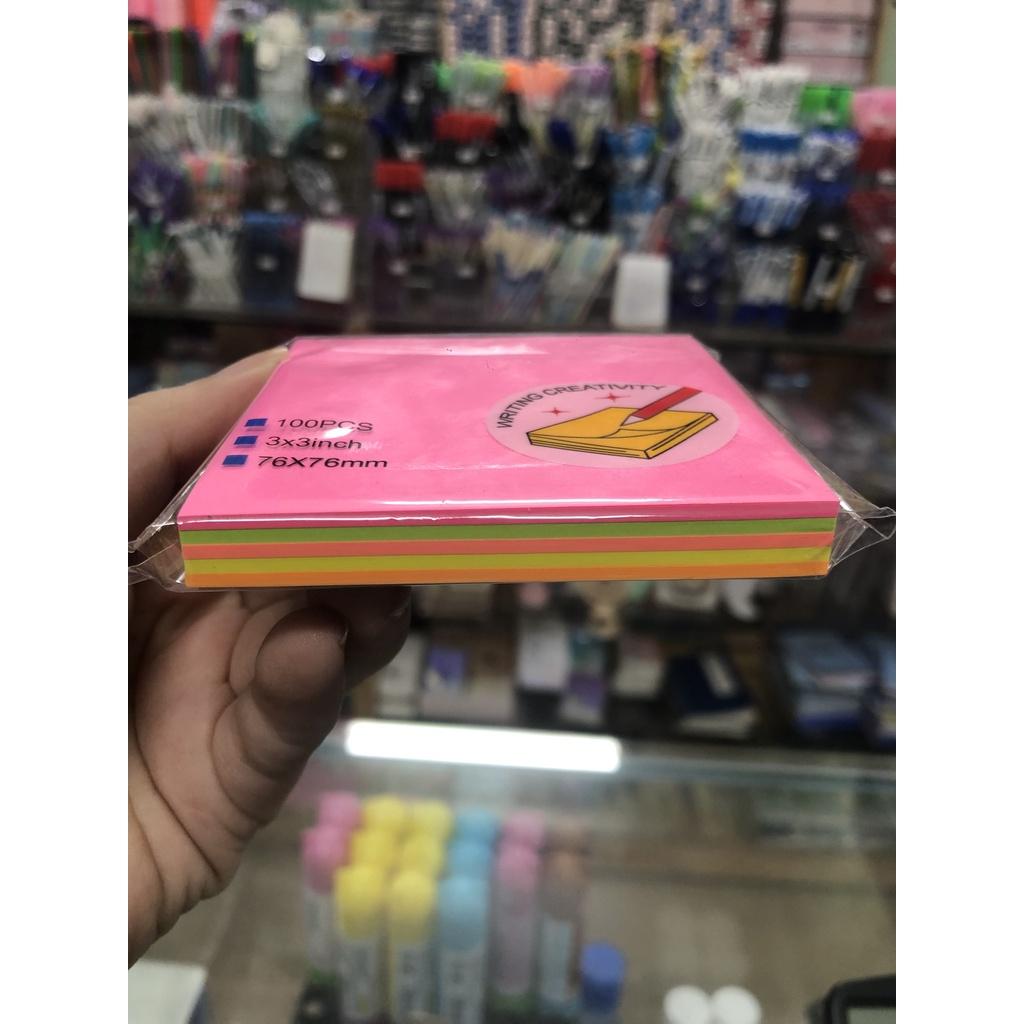 WRITING CREATIVITY
100PCS
3x3inch
76X76mm